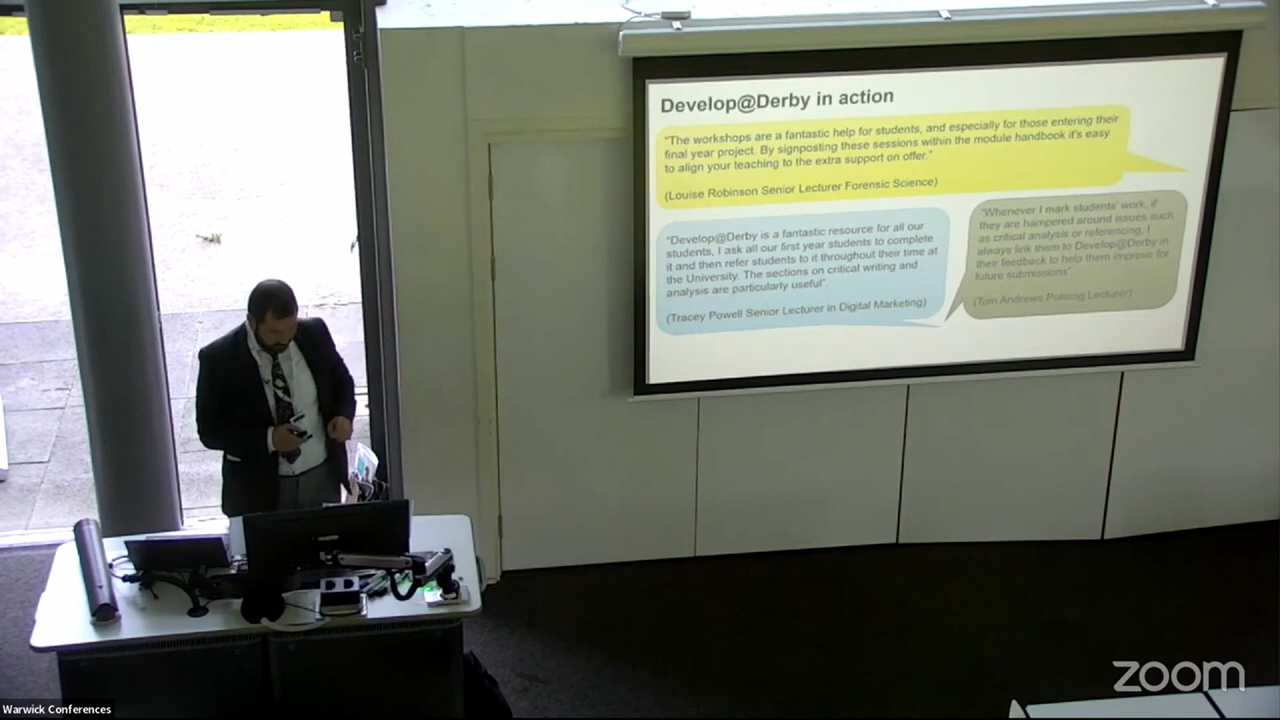 Develop@Derby in action
"The workshops are a fantastic help for students, and especially for those entering their
final year project. By signposting these sessions within the module handbook it's easy
to align your teaching to the extra support on offer."
(Louise Robinson Senior Lecturer Forensic Science)
"Develop@Derby is a fantastic resource for all our
students, I ask all our first year students to complete
it and then refer students to it throughout their time at
the University. The sections on critical writing and
analysis are particularly useful".
(Tracey Powell Senior Lecturer in Digital Marketing)
"Whenever I mark students' work, if
they are hampered around issues such
as critical analysis or referencing, I
always link them to Develop@Derby in
their feedback to help them improve for
future submissions"
(Tom Andrews Policing Lecturer)
zoom
Warwick Conferences